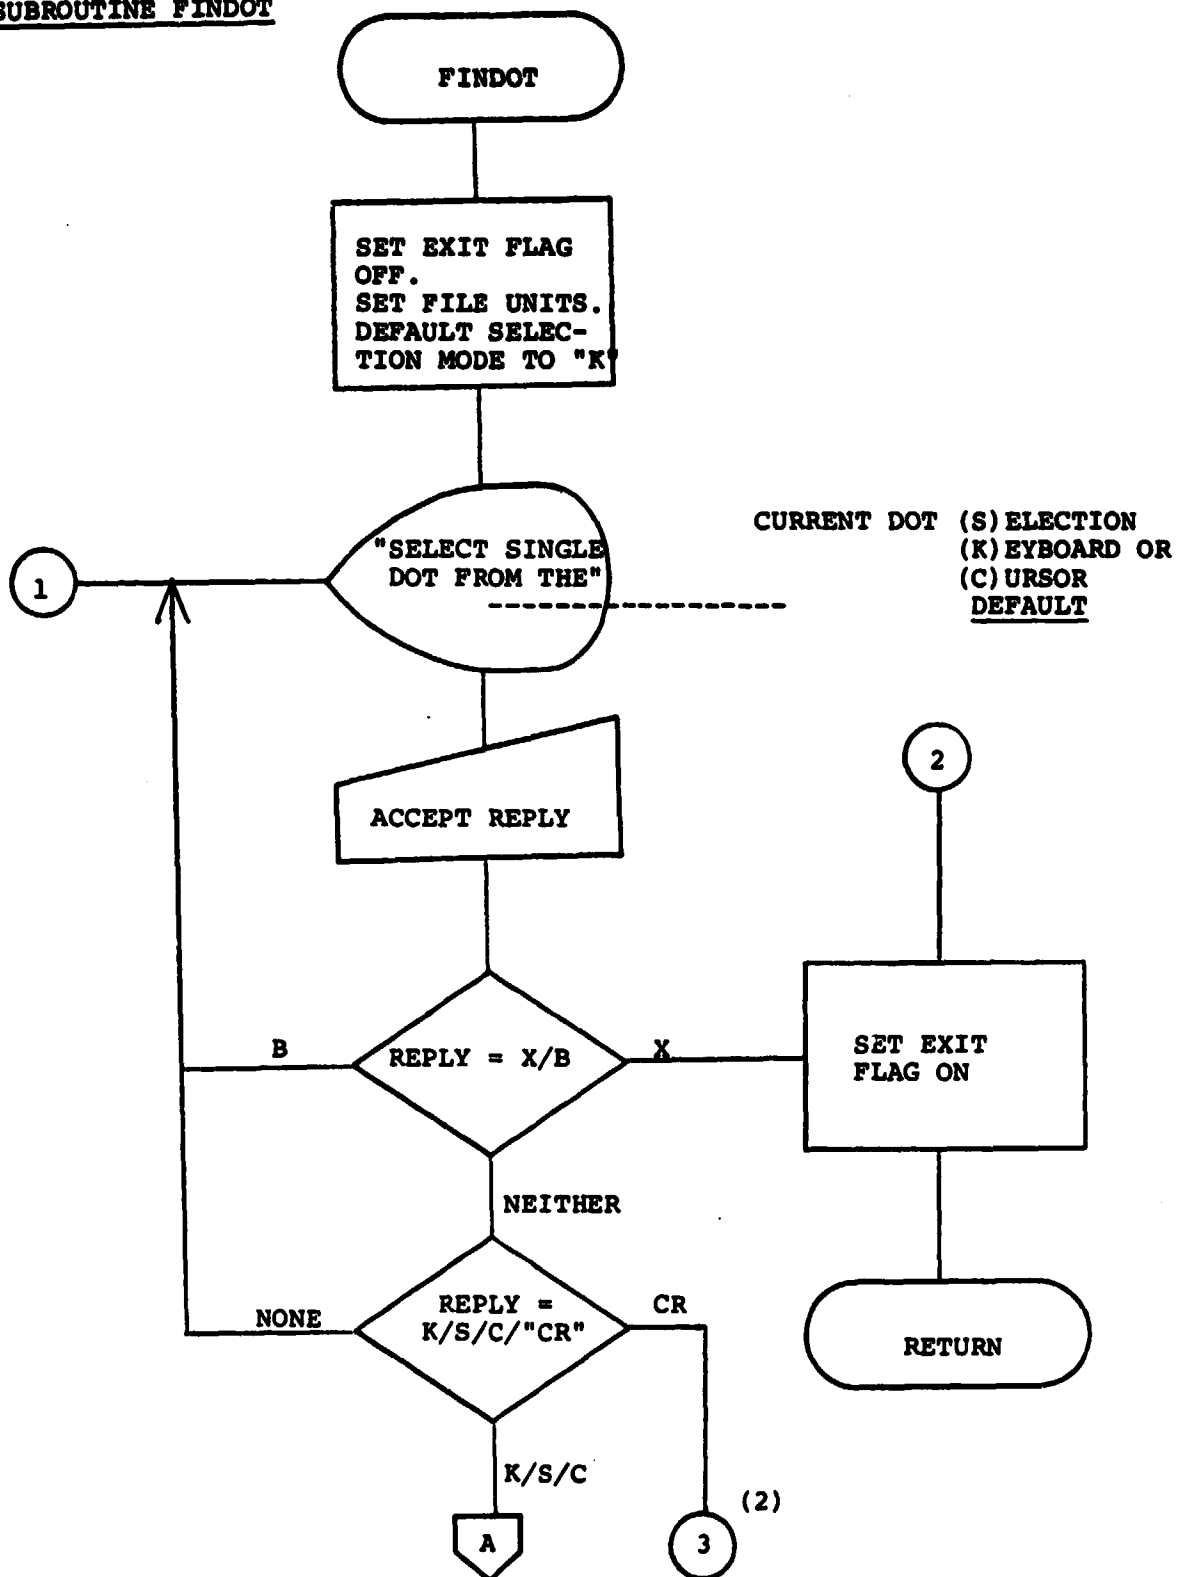 SUBROUTINE FINDOT
FINDOT
SET EXIT FLAG
OFF.
SET FILE UNITS.
DEFAULT SELEC-
TION MODE TO "K"
1
"SELECT SINGLE
DOT FROM THE"
CURRENT DOT (S)ELECTION
(K)EYBOARD OR
(C)URSOR
DEFAULT
ACCEPT REPLY
2
B
REPLY = X/B
X
SET EXIT
FLAG ON
NEITHER
NONE
REPLY =
K/S/C/"CR"
CR
RETURN
K/S/C
A
(2)
3